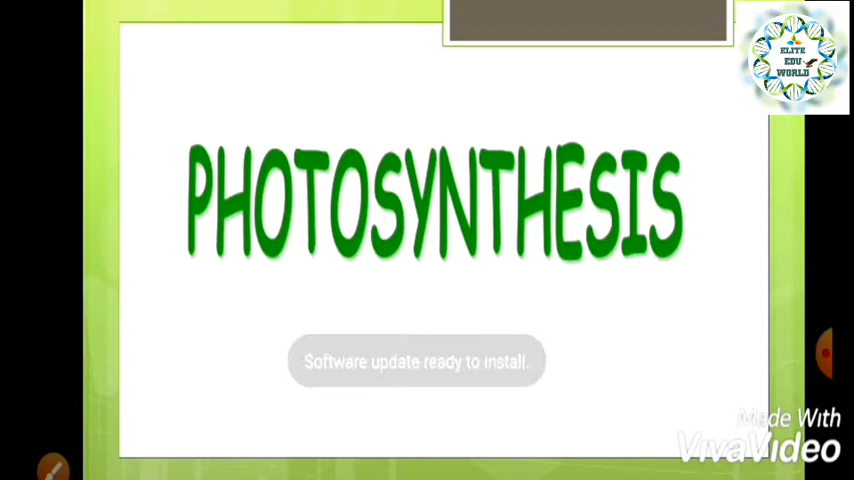 ELITE
EDU
WORLD
PHOTOSYNTHESIS
Software update ready to install.
Made With
VivaVideo